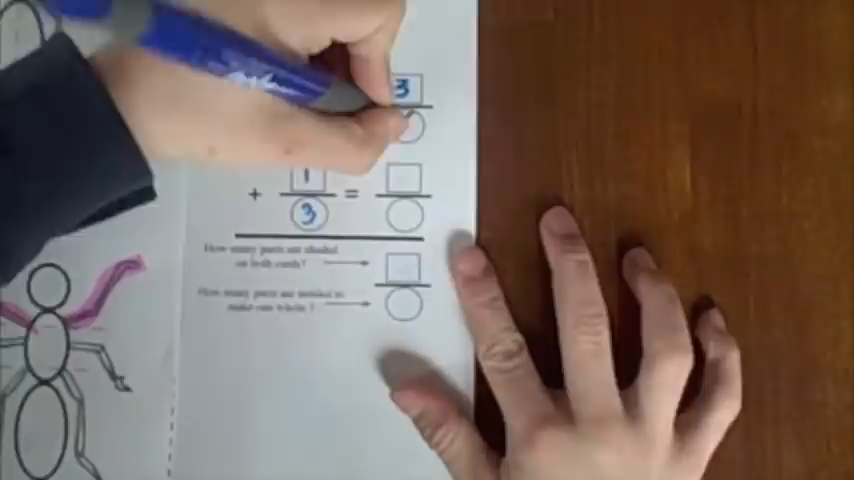 3
1
+ =
3
How many parts are shaded
on both cards?
How many parts are needed to
make one whole?